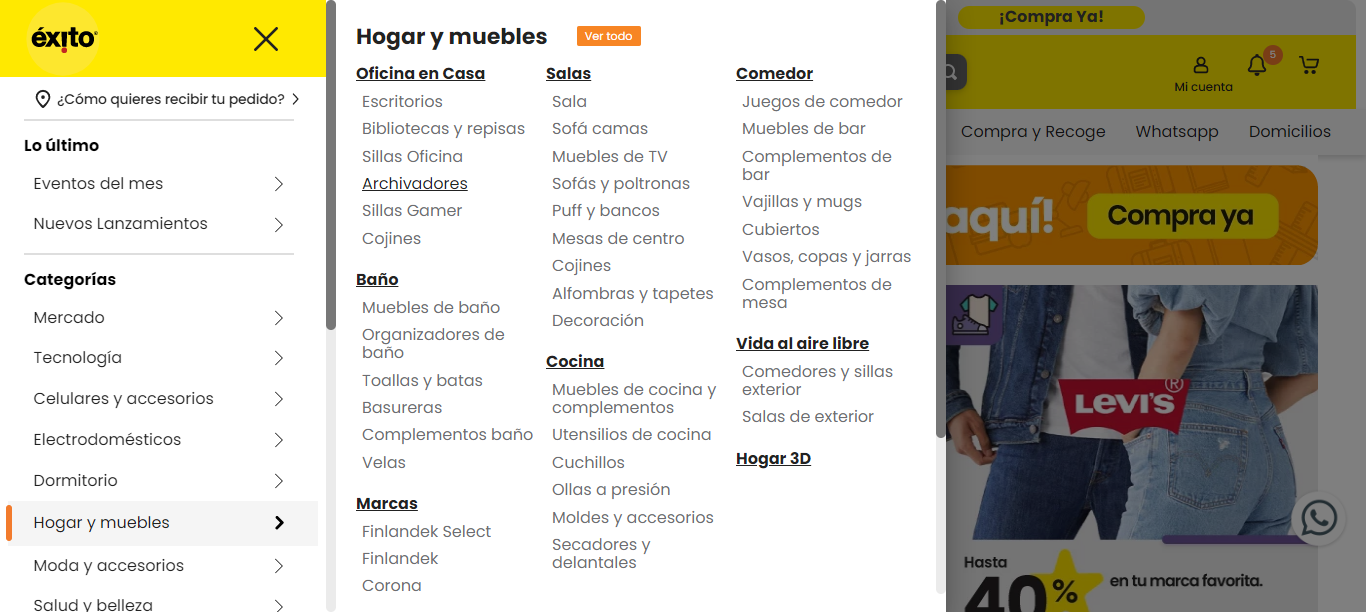 éxito
¿Cómo quieres recibir tu pedido?
Lo último
Eventos del mes
Nuevos Lanzamientos
Categorías
Mercado
Tecnología
Celulares y accesorios
Electrodomésticos
Dormitorio
Hogar y muebles
Moda y accesorios
Salud y belleza
Hogar y muebles
Ver todo
Oficina en Casa
Escritorios
Bibliotecas y repisas
Sillas Oficina
Archivadores
Sillas Gamer
Cojines
Baño
Muebles de baño
Organizadores de
baño
Toallas y batas
Basureras
Complementos baño
Velas
Marcas
Finlandek Select
Finlandek
Corona
Salas
Sala
Sofá camas
Muebles de TV
Sofás y poltronas
Puff y bancos
Mesas de centro
Cojines
Alfombras y tapetes
Decoración
Cocina
Muebles de cocina y
complementos
Utensilios de cocina
Cuchillos
Ollas a presión
Moldes y accesorios
Secadores y
delantales
Comedor
Juegos de comedor
Muebles de bar
Complementos de
bar
Vajillas y mugs
Cubiertos
Vasos, copas y jarras
Complementos de
mesa
Vida al aire libre
Comedores y sillas
exterior
Salas de exterior
Hogar 3D
¡Compra Ya!
Mi cuenta
5
Compra y Recoge
Whatsapp
Domicilios
aquí!
Compra ya
LEVI'S®
Hasta
40%
en tu marca favorita.